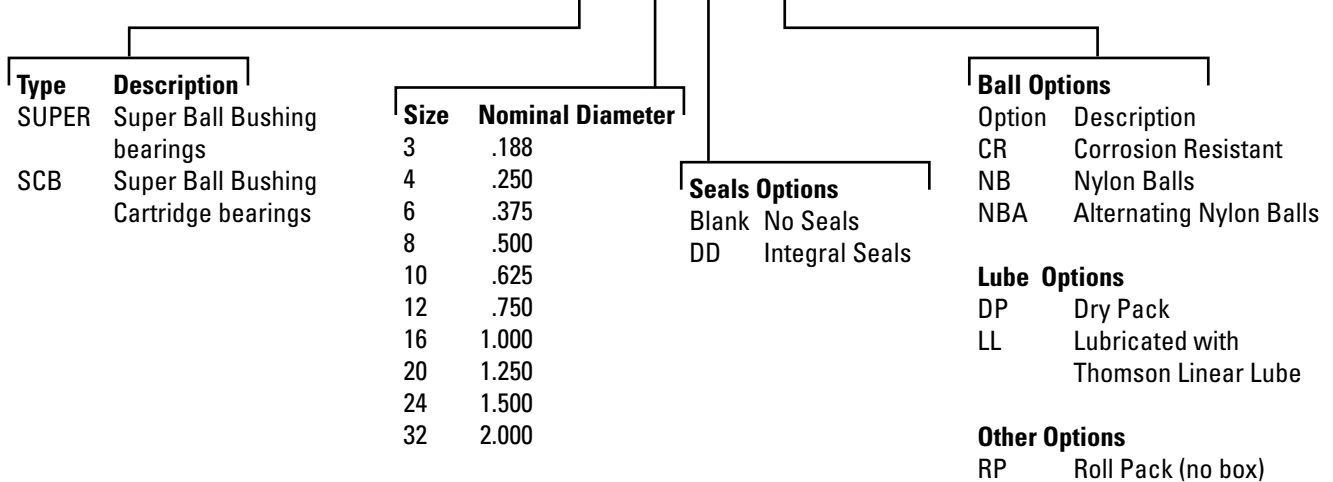 Type Description
SUPER Super Ball Bushing
bearings
SCB Super Ball Bushing
Cartridge bearings
Size Nominal Diameter
3 .188
4 .250
6 .375
8 .500
10 .625
12 .750
16 1.000
20 1.250
24 1.500
32 2.000
Seals Options
Blank No Seals
DD Integral Seals
Ball Options
Option Description
CR Corrosion Resistant
NB Nylon Balls
NBA Alternating Nylon Balls
Lube Options
DP Dry Pack
LL Lubricated with
Thomson Linear Lube
Other Options
RP Roll Pack (no box)